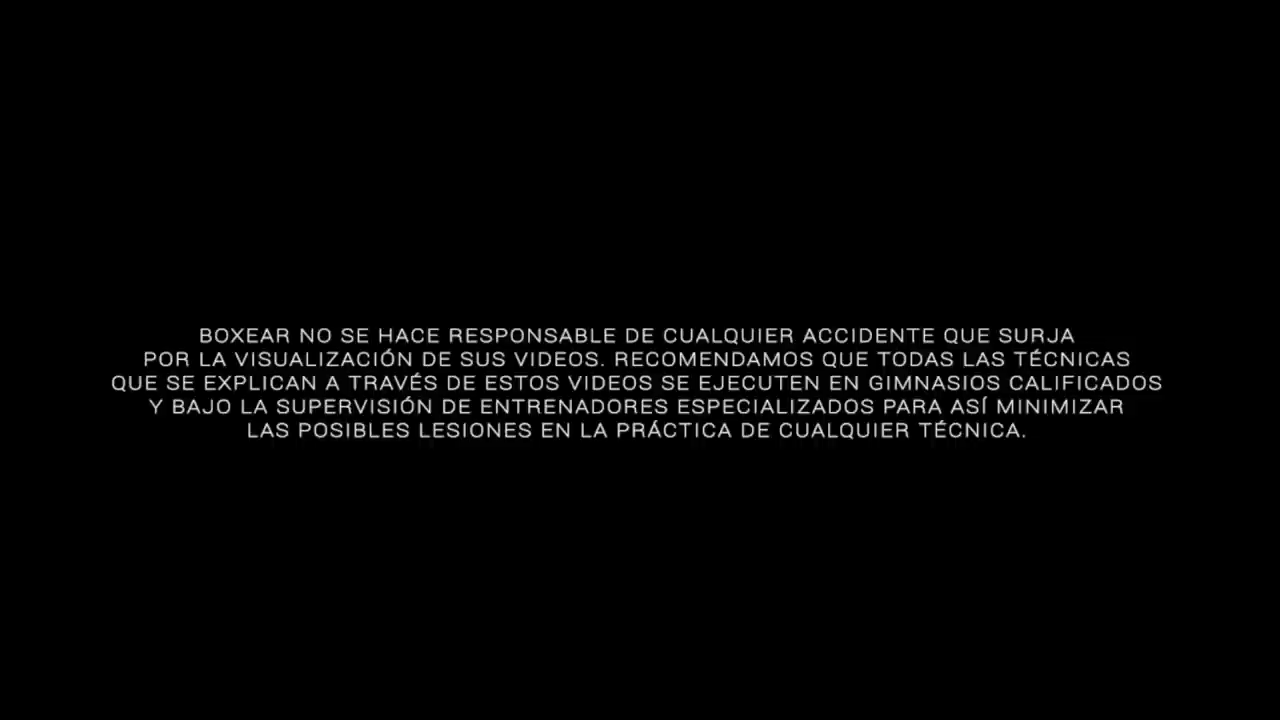 BOXEAR NO SE HACE RESPONSABLE DE CUALQUIER ACCIDENTE QUE SURJA
POR LA VISUALIZACIÓN DE SUS VIDEOS. RECOMENDAMOS QUE TODAS LAS TÉCNICAS
QUE SE EXPLICAN A TRAVÉS DE ESTOS VIDEOS SE EJECUTEN EN GIMNASIOS CALIFICADOS
Y BAJO LA SUPERVISIÓN DE ENTRENADORES ESPECIALIZADOS PARA ASÍ MINIMIZAR
LAS POSIBLES LESIONES EN LA PRÁCTICA DE CUALQUIER TÉCNICA.